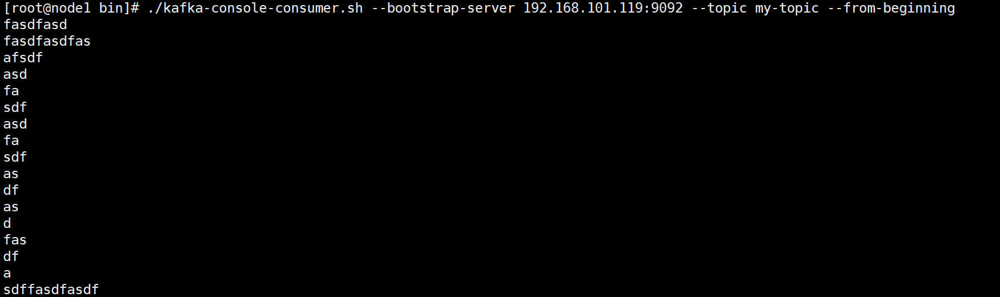 [root@node1 bin]# ./kafka-console-consumer.sh --bootstrap-server 192.168.101.119:9092 --topic my-topic --from-beginning
fasdfasd
fasdfasdfas
afsdf
asd
fa
sdf
asd
fa
sdf
as
df
as
d
fas
df
a
sdffasdfasdf